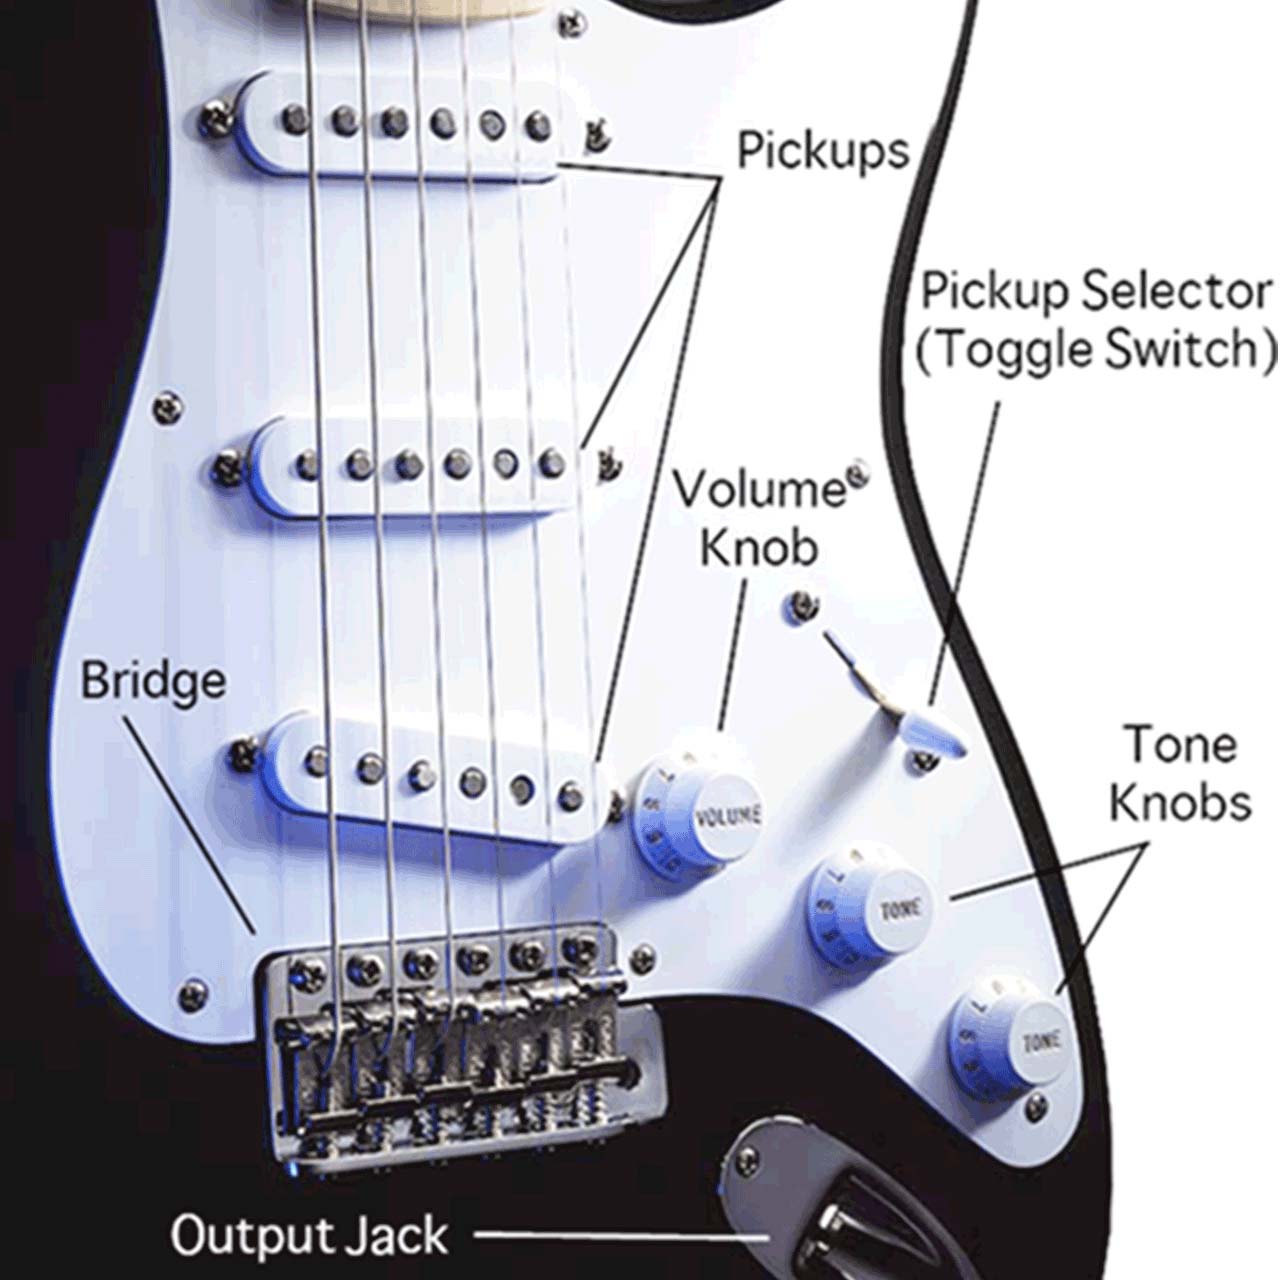 Pickups
Pickup Selector
(Toggle Switch)
Volume
Knob
Bridge
Tone
Knobs
VOLUME
TONE
TONE
Output Jack